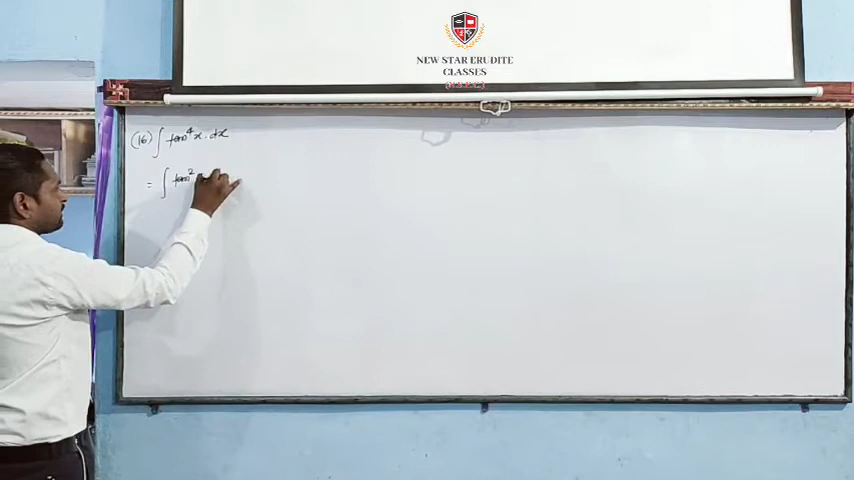 NEW STAR ERUDITE
CLASSES
(16) ∫ tan⁴x . dx
= ∫ tan²